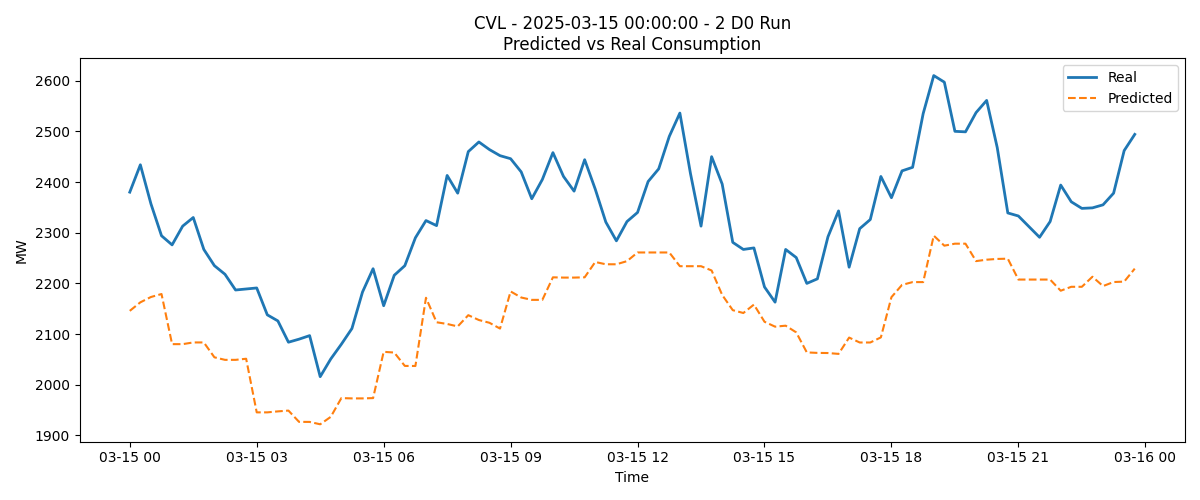 CVL - 2025-03-15 00:00:00 - 2 D0 Run
Predicted vs Real Consumption
Real
Predicted
MW
2600
2500
2400
2300
2200
2100
2000
1900
03-15 00
03-15 03
03-15 06
03-15 09
03-15 12
03-15 15
03-15 18
03-15 21
03-16 00
Time